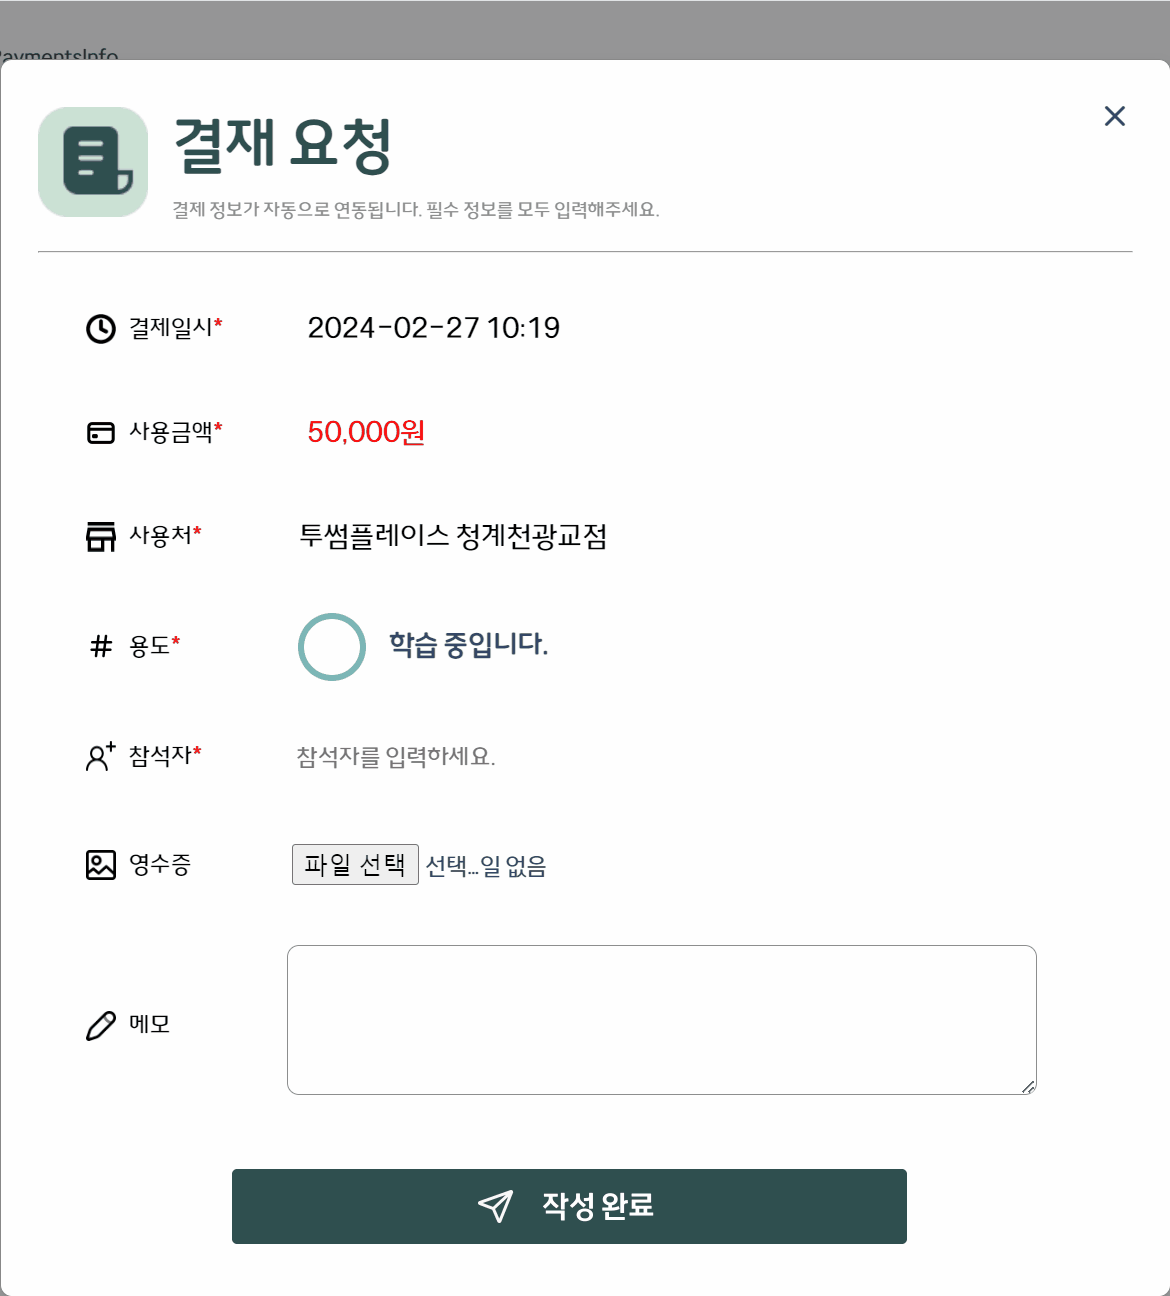 PaymentsInfo
결재 요청
결제 정보가 자동으로 연동됩니다. 필수 정보를 모두 입력해주세요.
결제일시* 2024-02-27 10:19
사용금액* 50,000원
사용처* 투썸플레이스 청계천광교점
# 용도* 학습 중입니다.
참석자* 참석자를 입력하세요.
영수증 파일 선택 선택...일 없음
메모
작성 완료